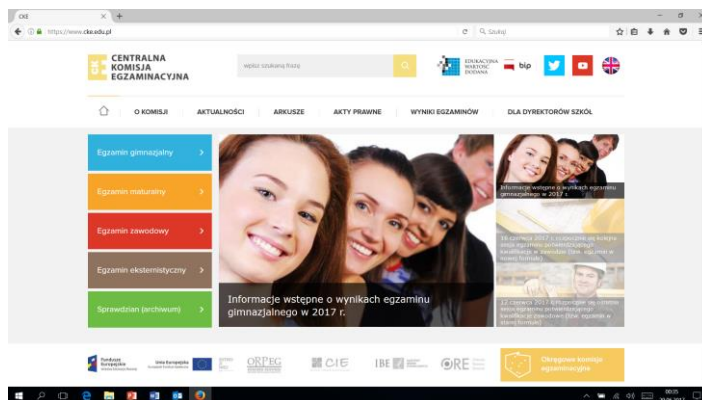 CKE
https://www.cke.edu.pl
Szukaj
CKE
CENTRALNA
KOMISJA
EGZAMINACYJNA
wpisz szukaną frazę
EDUKACYJNA
WARTOŚĆ
DODANA
bip
O KOMISJI
AKTUALNOŚCI
ARKUSZE
AKTY PRAWNE
WYNIKI EGZAMINÓW
DLA DYREKTORÓW SZKÓŁ
Egzamin gimnazjalny
Egzamin maturalny
Egzamin zawodowy
Egzamin eksternistyczny
Sprawdzian (archiwum)
Informacje wstępne o wynikach egzaminu
gimnazjalnego w 2017 r.
Informacje wstępne o wynikach egzaminu
gimnazjalnego w 2017 r.
Fundusze
Europejskie
Unia Europejska
ORPEG
CIE
IBE
ORE
Okręgowe komisje
egzaminacyjne
00:05